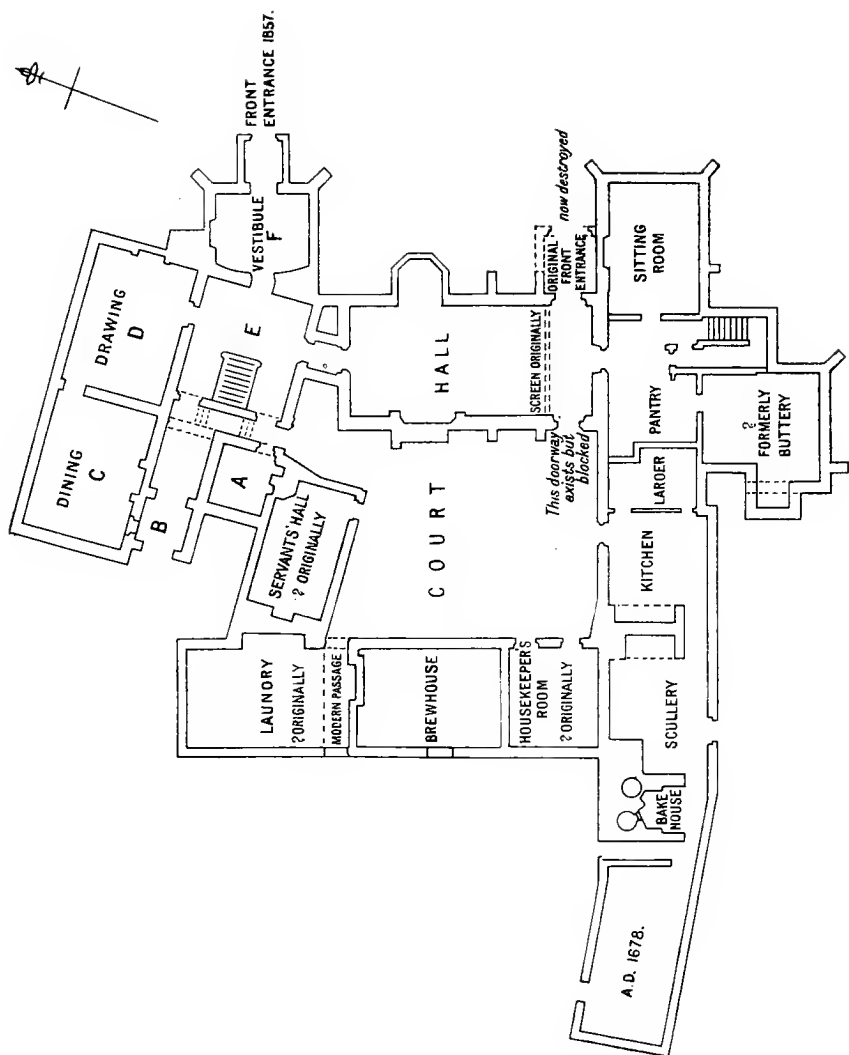 FRONT
ENTRANCE 1857.
VESTIBULE
F
DRAWING
D
E
DINING
C
B
A
SERVANTS' HALL
? ORIGINALLY
now destroyed
ORIGINAL
FRONT
ENTRANCE
SCREEN ORIGINALLY
HALL
This doorway
exists but
blocked
COURT
SITTING
ROOM
PANTRY
?
FORMERLY
BUTTERY
LARDER
KITCHEN
LAUNDRY
? ORIGINALLY
MODERN PASSAGE
BREWHOUSE
HOUSEKEEPER'S
ROOM
? ORIGINALLY
SCULLERY
BAKE
HOUSE
A.D. 1678.